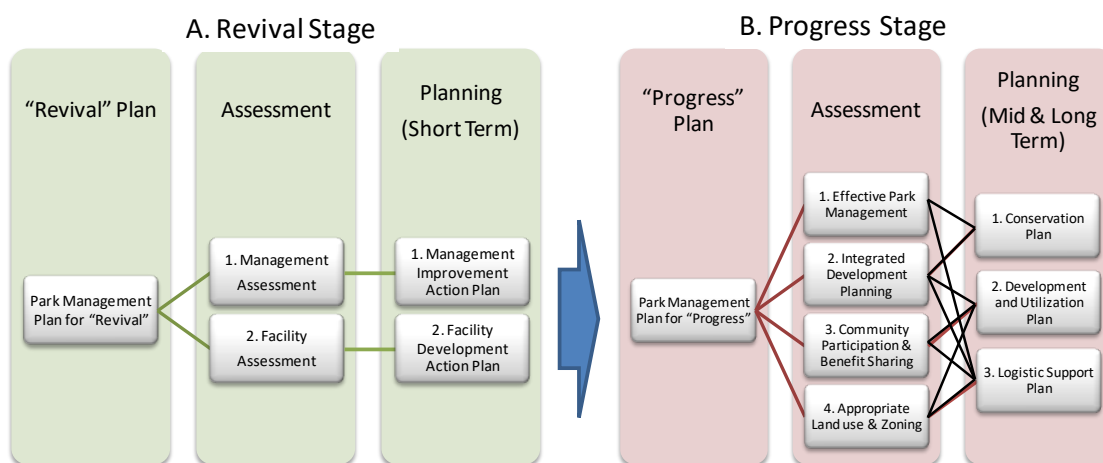 A. Revival Stage
“Revival” Plan
Assessment
Planning
(Short Term)
Park Management
Plan for “Revival”
1. Management
Assessment
2. Facility
Assessment
1. Management
Improvement
Action Plan
2. Facility
Development
Action Plan
B. Progress Stage
“Progress”
Plan
Assessment
Planning
(Mid & Long
Term)
Park Management
Plan for “Progress”
1. Effective Park
Management
2. Integrated
Development
Planning
3. Community
Participation &
Benefit Sharing
4. Appropriate
Land use & Zoning
1. Conservation
Plan
2. Development
and Utilization
Plan
3. Logistic Support
Plan